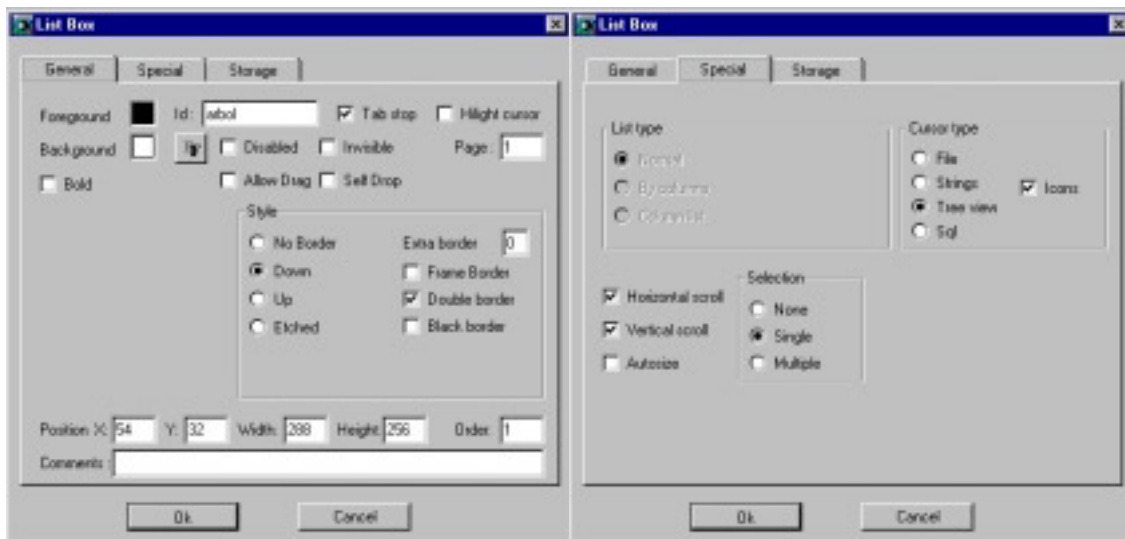 List Box
General Special Storage
Foreground Id: arbol Tab stop Hilight cursor
Background Disabled Invisible Page: 1
Bold Allow Drag Self Drop
Style
No Border Extra border 0
Down Frame Border
Up Double border
Etched Black border
Position X: 54 Y: 32 Width: 288 Height: 256 Order: 1
Comments:
Ok Cancel
List Box
General Special Storage
List type Cursor type
Normal File
By columns Strings Icons
Column list Tree view
Sql
Selection
Horizontal scroll None
Vertical scroll Single
Autosize Multiple
Ok Cancel